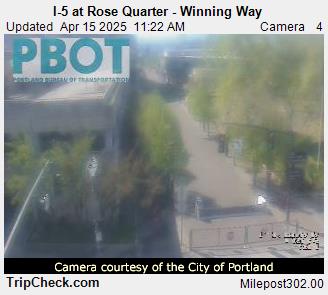 I-5 at Rose Quarter - Winning Way
Updated Apr 15 2025 11:22 AM Camera 4
PBOT
PORTLAND BUREAU OF TRANSPORTATION
Camera courtesy of the City of Portland
TripCheck.com Milepost302.00